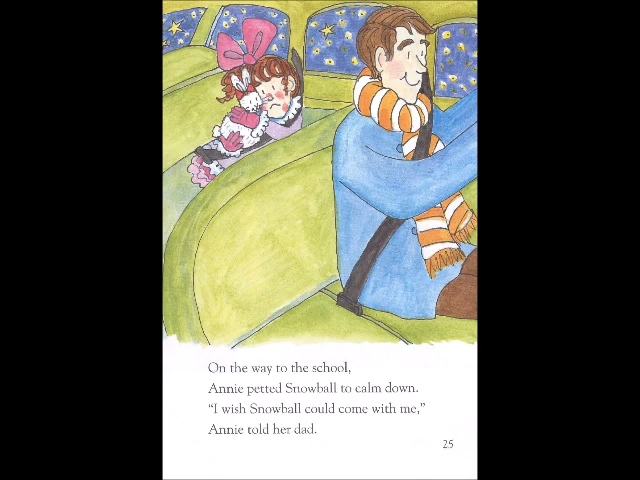 On the way to the school,
Annie petted Snowball to calm down.
“I wish Snowball could come with me,”
Annie told her dad.
25